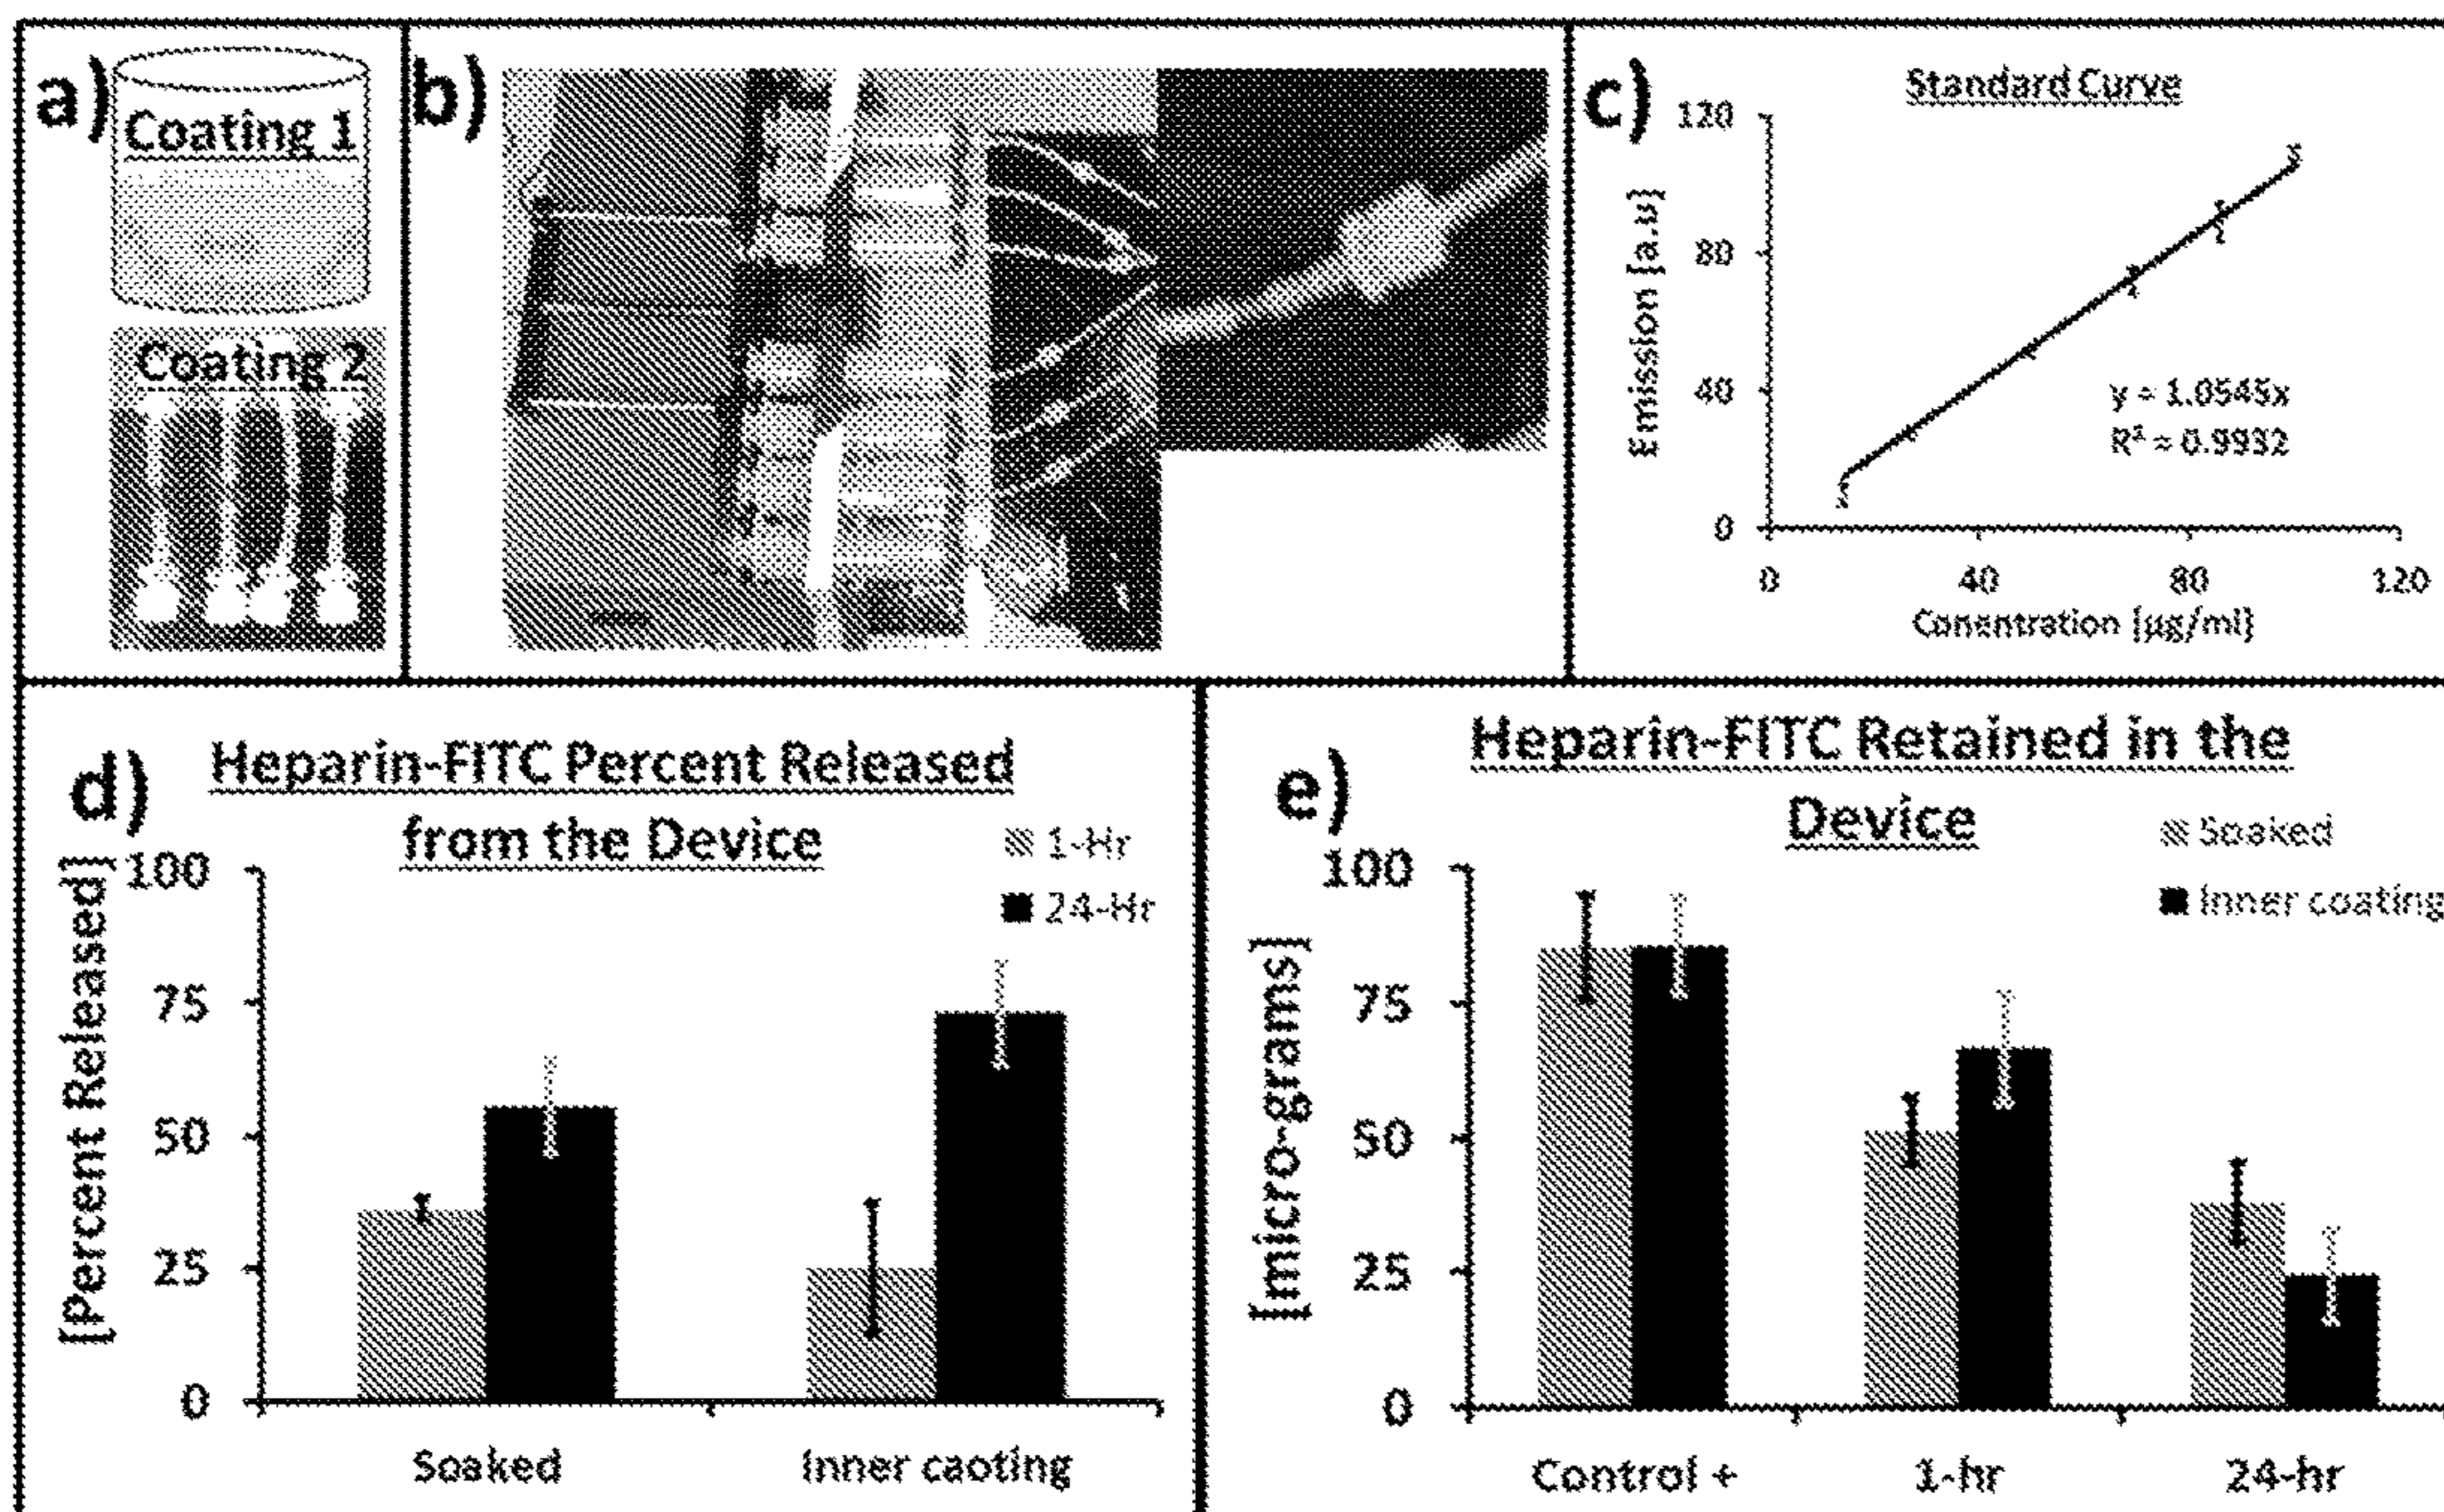 a)
Coating 1
Coating 2
b)
c)
Standard Curve
Emission [a.u]
120
80
40
0
y = 1.0545x
R² = 0.9932
0 40 80 120
Conentration [µg/ml]
d)
Heparin-FITC Percent Released
from the Device
1-Hr
24-Hr
[Percent Released]
100
75
50
25
0
Soaked Inner caoting
e)
Heparin-FITC Retained in the
Device
Soaked
Inner coating
[micro-grams]
100
75
50
25
0
Control + 1-hr 24-hr